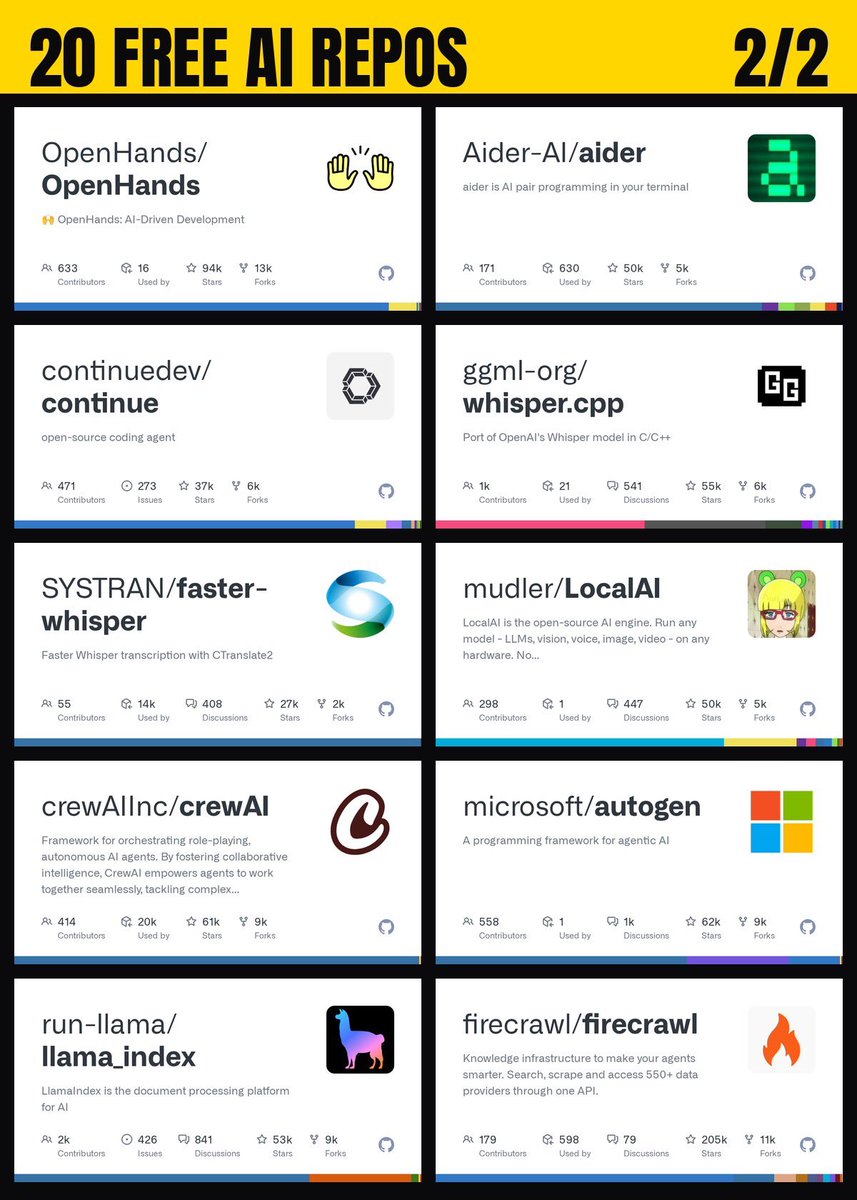 20 FREE AI REPOS 2/2
OpenHands/
OpenHands
🙌 OpenHands: AI-Driven Development
633 16 94k 13k
Contributors Used by Stars Forks
Aider-AI/aider
aider is AI pair programming in your terminal
171 630 50k 5k
Contributors Used by Stars Forks
continuedev/
continue
open-source coding agent
471 273 37k 6k
Contributors Issues Stars Forks
ggml-org/
whisper.cpp
GG
Port of OpenAI's Whisper model in C/C++
1k 21 541 55k 6k
Contributors Used by Discussions Stars Forks
SYSTRAN/faster-
whisper
Faster Whisper transcription with CTranslate2
55 14k 408 27k 2k
Contributors Used by Discussions Stars Forks
mudler/LocalAI
LocalAI is the open-source AI engine. Run any
model - LLMs, vision, voice, image, video - on any
hardware. No...
298 1 447 50k 5k
Contributors Used by Discussions Stars Forks
crewAIInc/crewAI
Framework for orchestrating role-playing,
autonomous AI agents. By fostering collaborative
intelligence, CrewAI empowers agents to work
together seamlessly, tackling complex...
414 20k 61k 9k
Contributors Used by Stars Forks
microsoft/autogen
A programming framework for agentic AI
558 1 1k 62k 9k
Contributors Used by Discussions Stars Forks
run-llama/
llama_index
LlamaIndex is the document processing platform
for AI
2k 426 841 53k 9k
Contributors Issues Discussions Stars Forks
firecrawl/firecrawl
Knowledge infrastructure to make your agents
smarter. Search, scrape and access 550+ data
providers through one API.
179 598 79 205k 11k
Contributors Used by Discussions Stars Forks